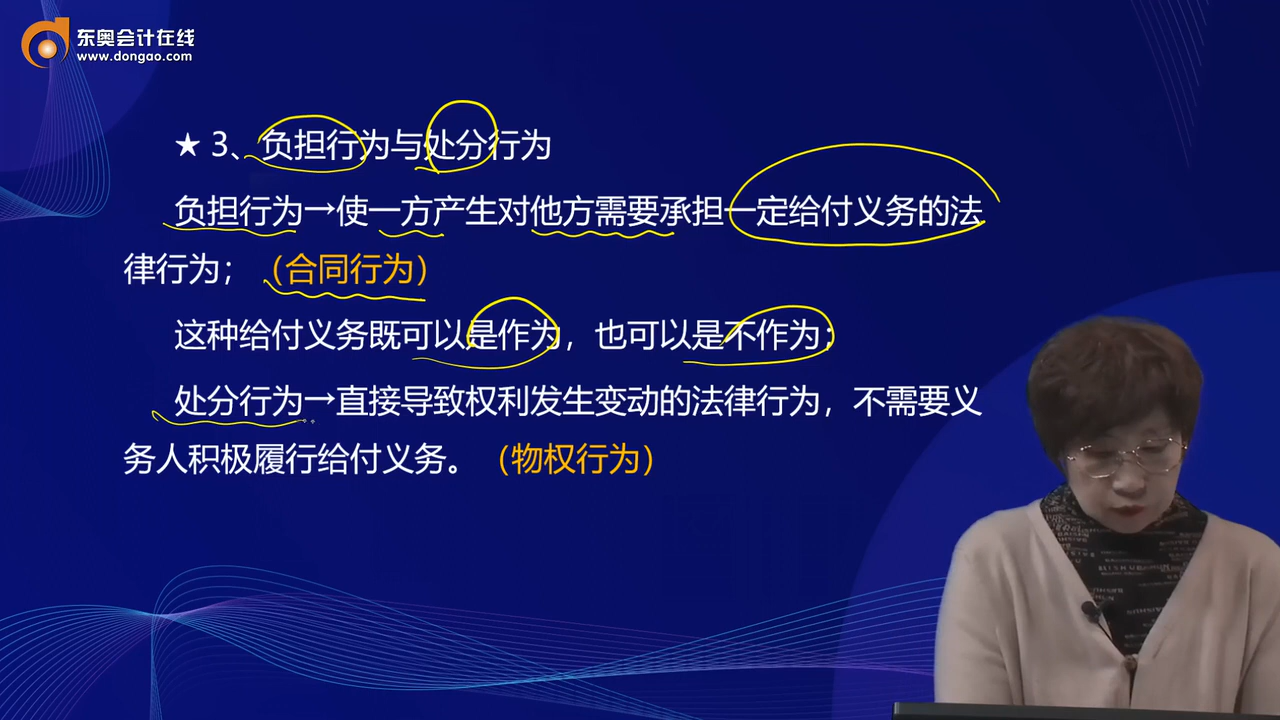 东奥会计在线
www.dongao.com
★ 3、负担行为与处分行为
负担行为→使一方产生对他方需要承担一定给付义务的法
律行为；（合同行为）
这种给付义务既可以是作为，也可以是不作为；
处分行为→直接导致权利发生变动的法律行为，不需要义
务人积极履行给付义务。（物权行为）